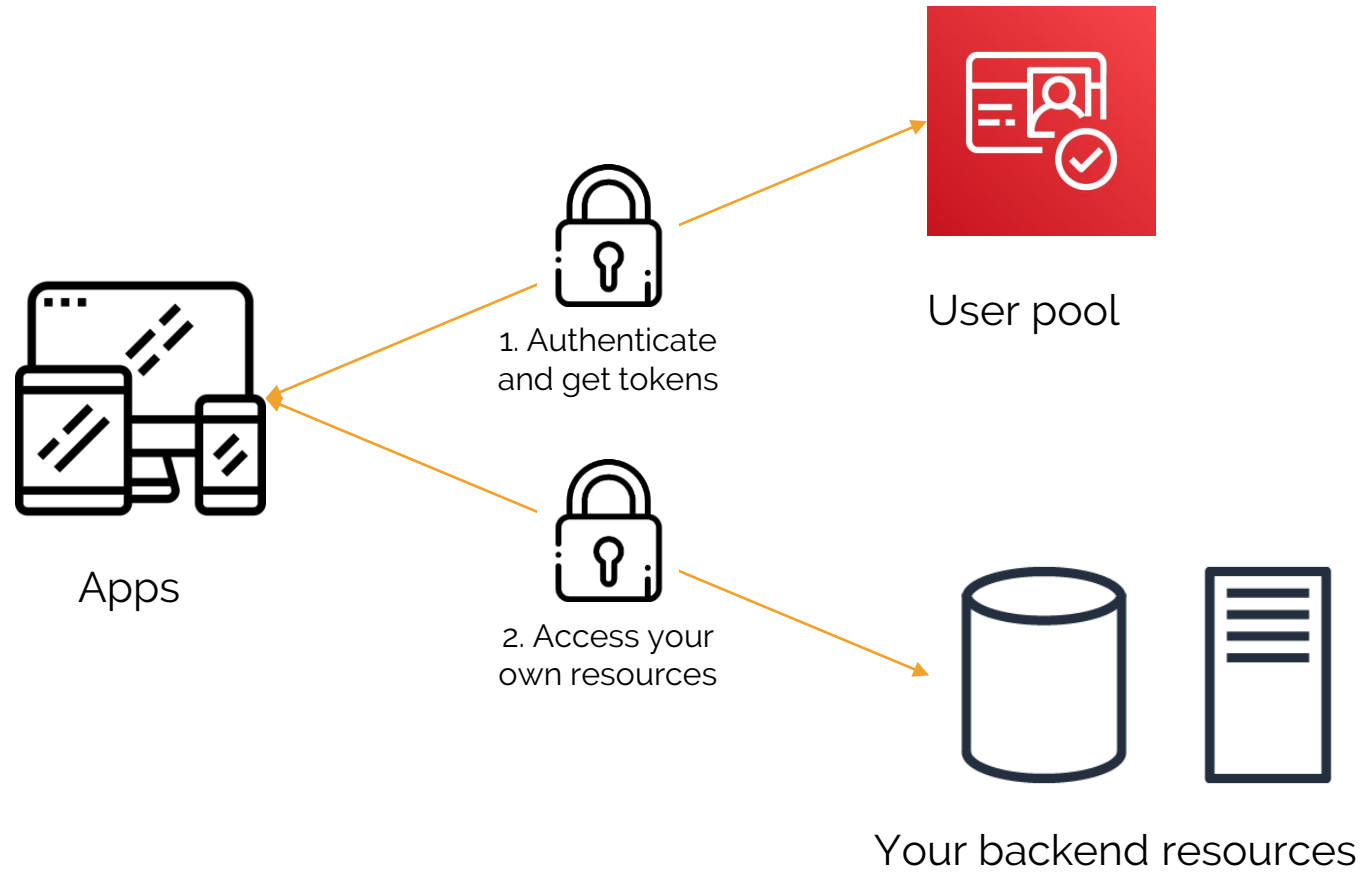 User pool
1. Authenticate
and get tokens
Apps
2. Access your
own resources
Your backend resources